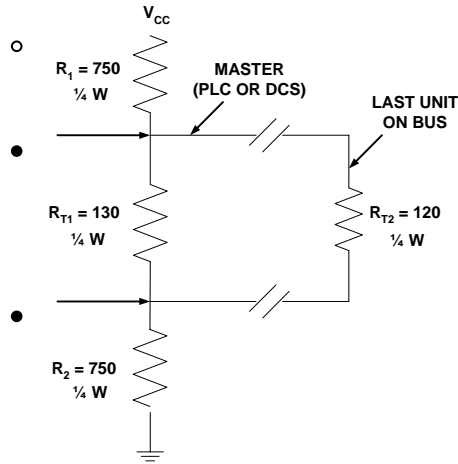 VCC
R1 = 750
¼ W
MASTER
(PLC OR DCS)
LAST UNIT
ON BUS
RT1 = 130
¼ W
RT2 = 120
¼ W
R2 = 750
¼ W